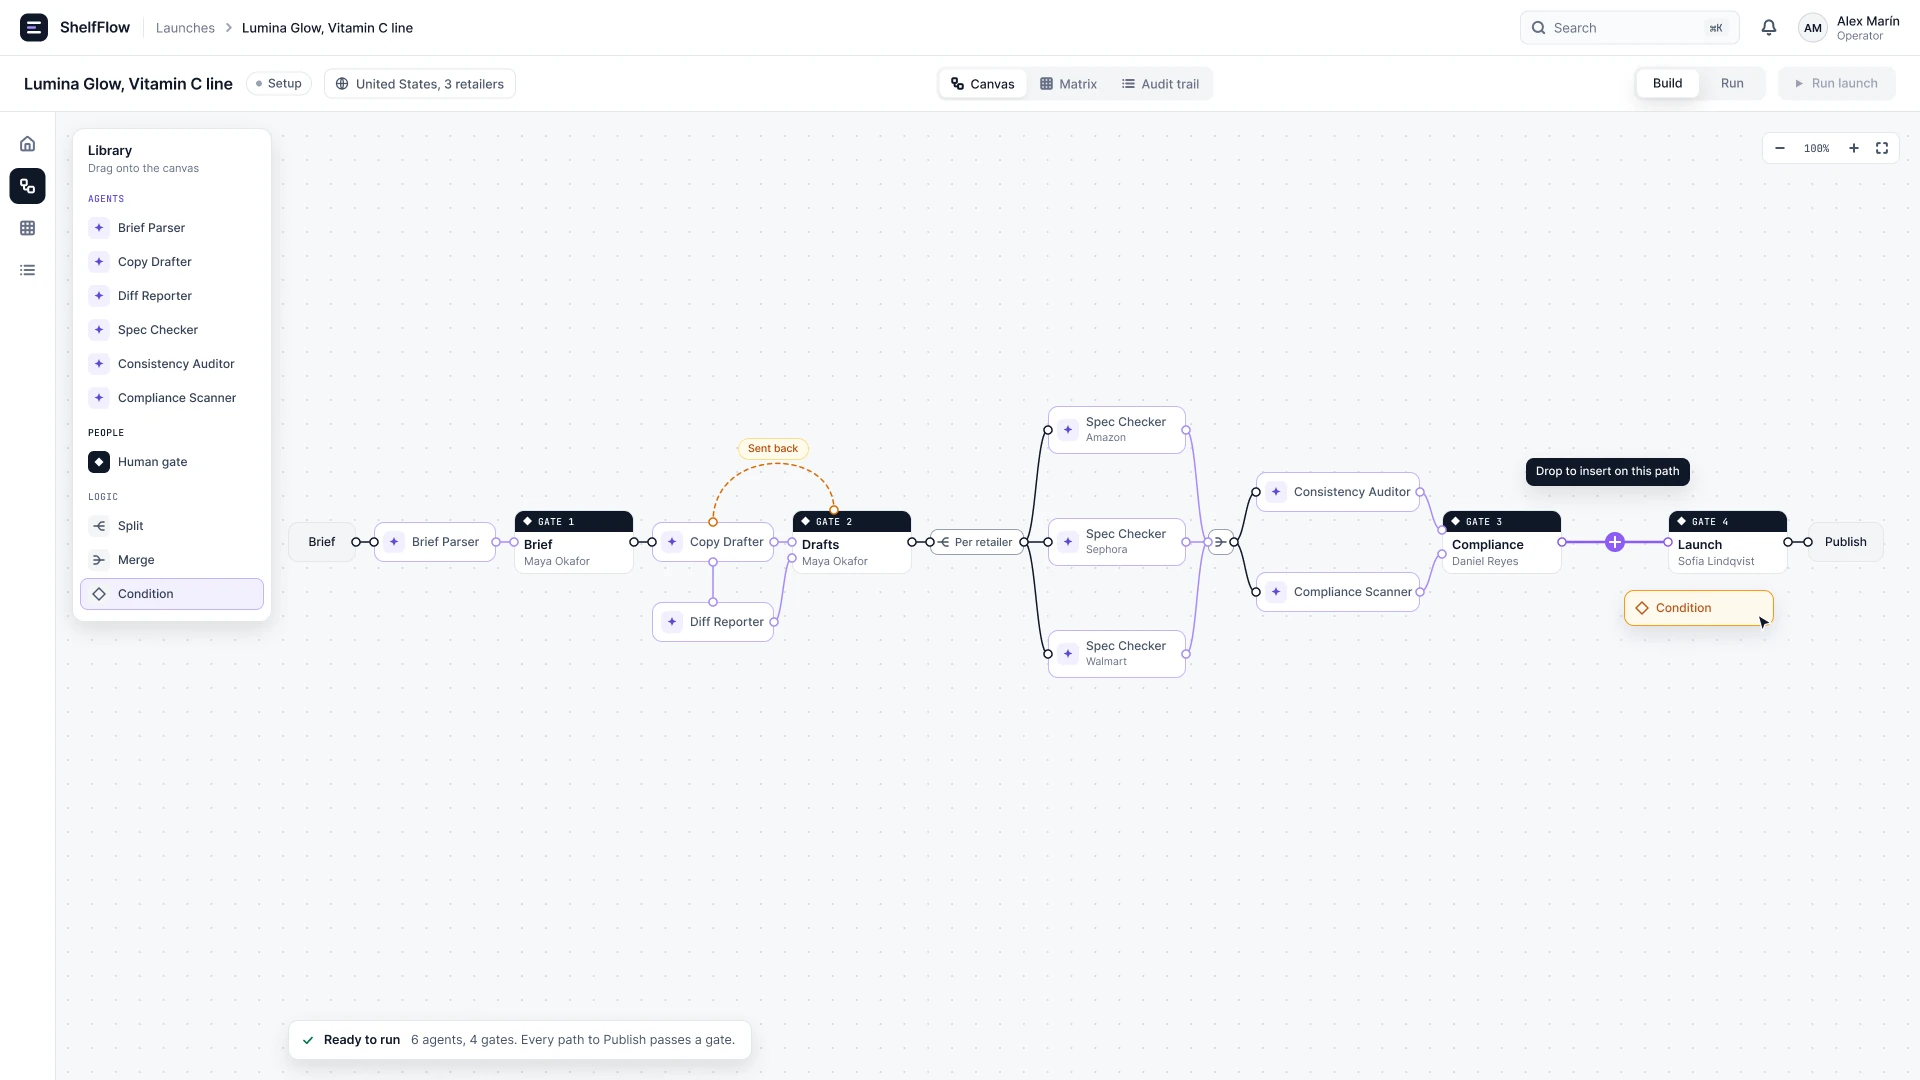 ShelfFlow
Launches
Lumina Glow, Vitamin C line
Search
⌘K
AM
Alex Marín
Operator
Lumina Glow, Vitamin C line
Setup
United States, 3 retailers
Canvas
Matrix
Audit trail
Build
Run
Run launch
Library
Drag onto the canvas
AGENTS
Brief Parser
Copy Drafter
Diff Reporter
Spec Checker
Consistency Auditor
Compliance Scanner
PEOPLE
Human gate
LOGIC
Split
Merge
Condition
100%
Brief
Brief Parser
GATE 1
Brief
Maya Okafor
Sent back
Copy Drafter
Diff Reporter
GATE 2
Drafts
Maya Okafor
Per retailer
Spec Checker
Amazon
Spec Checker
Sephora
Spec Checker
Walmart
Consistency Auditor
Compliance Scanner
GATE 3
Compliance
Daniel Reyes
Drop to insert on this path
Condition
GATE 4
Launch
Sofia Lindqvist
Publish
Ready to run
6 agents, 4 gates. Every path to Publish passes a gate.